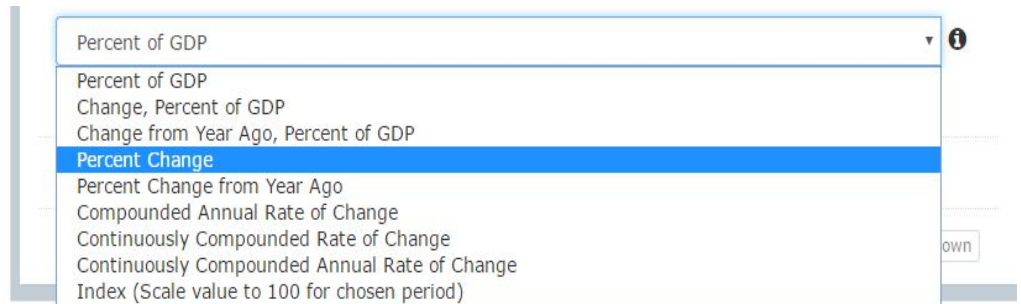 Percent of GDP
Percent of GDP
Change, Percent of GDP
Change from Year Ago, Percent of GDP
Percent Change
Percent Change from Year Ago
Compounded Annual Rate of Change
Continuously Compounded Rate of Change
own
Continuously Compounded Annual Rate of Change
Index (Scale value to 100 for chosen period)